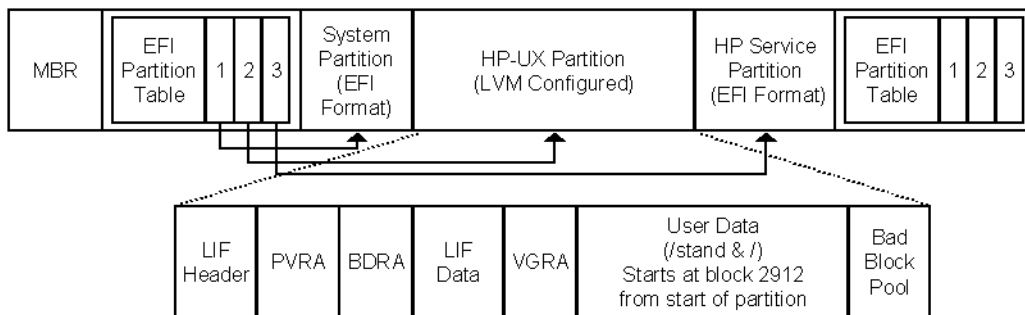 MBR
EFI
Partition
Table
1
2
3
System
Partition
(EFI
Format)
HP-UX Partition
(LVM Configured)
HP Service
Partition
(EFI Format)
EFI
Partition
Table
1
2
3
LIF
Header
PVRA
BDRA
LIF
Data
VGRA
User Data
(/stand & /)
Starts at block 2912
from start of partition
Bad
Block
Pool